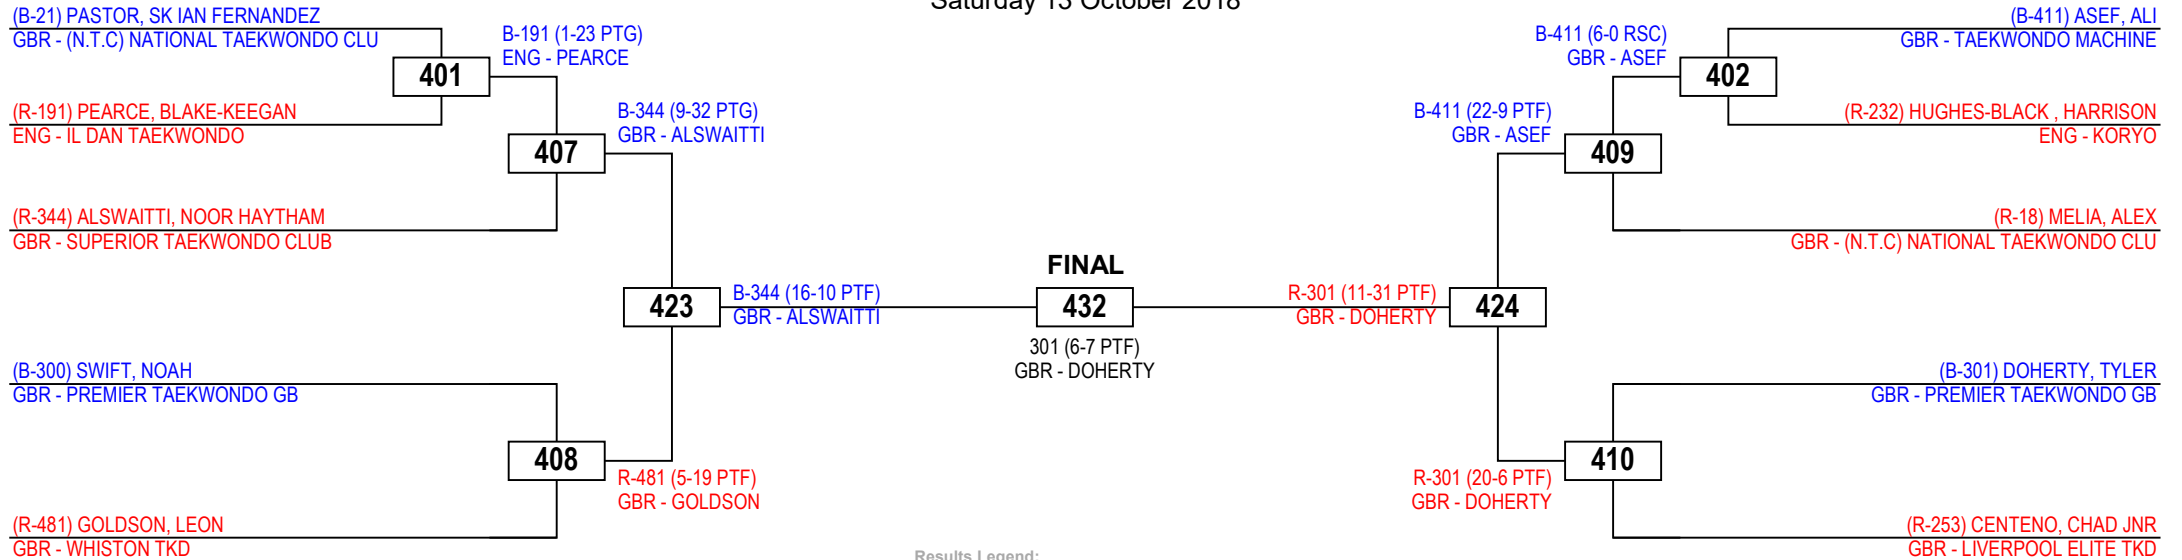 Saturday 13 October 2018
(B-21) PASTOR, SK IAN FERNANDEZ
GBR - (N.T.C) NATIONAL TAEKWONDO CLU
401
(R-191) PEARCE, BLAKE-KEEGAN
ENG - IL DAN TAEKWONDO
B-191 (1-23 PTG)
ENG - PEARCE
407
(R-344) ALSWAITTI, NOOR HAYTHAM
GBR - SUPERIOR TAEKWONDO CLUB
B-344 (9-32 PTG)
GBR - ALSWAITTI
423
B-344 (16-10 PTF)
GBR - ALSWAITTI
(B-300) SWIFT, NOAH
GBR - PREMIER TAEKWONDO GB
408
(R-481) GOLDSON, LEON
GBR - WHISTON TKD
R-481 (5-19 PTF)
GBR - GOLDSON
FINAL
432
301 (6-7 PTF)
GBR - DOHERTY
(B-411) ASEF, ALI
GBR - TAEKWONDO MACHINE
402
(R-232) HUGHES-BLACK , HARRISON
ENG - KORYO
B-411 (6-0 RSC)
GBR - ASEF
409
(R-18) MELIA, ALEX
GBR - (N.T.C) NATIONAL TAEKWONDO CLU
B-411 (22-9 PTF)
GBR - ASEF
424
R-301 (11-31 PTF)
GBR - DOHERTY
(B-301) DOHERTY, TYLER
GBR - PREMIER TAEKWONDO GB
410
(R-253) CENTENO, CHAD JNR
GBR - LIVERPOOL ELITE TKD
R-301 (20-6 PTF)
GBR - DOHERTY
Results Legend: